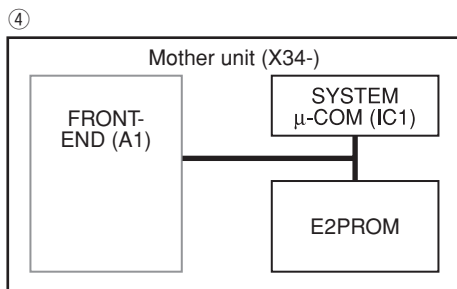 ④
Mother unit (X34-)
FRONT-
END (A1)
SYSTEM
μ-COM (IC1)
E2PROM